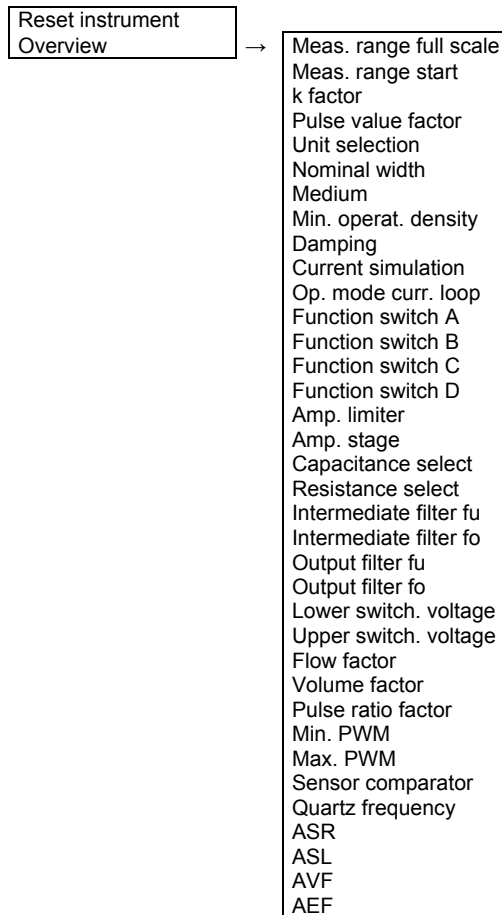 Reset instrument
Overview → Meas. range full scale
Meas. range start
k factor
Pulse value factor
Unit selection
Nominal width
Medium
Min. operat. density
Damping
Current simulation
Op. mode curr. loop
Function switch A
Function switch B
Function switch C
Function switch D
Amp. limiter
Amp. stage
Capacitance select
Resistance select
Intermediate filter fu
Intermediate filter fo
Output filter fu
Output filter fo
Lower switch. voltage
Upper switch. voltage
Flow factor
Volume factor
Pulse ratio factor
Min. PWM
Max. PWM
Sensor comparator
Quartz frequency
ASR
ASL
AVF
AEF